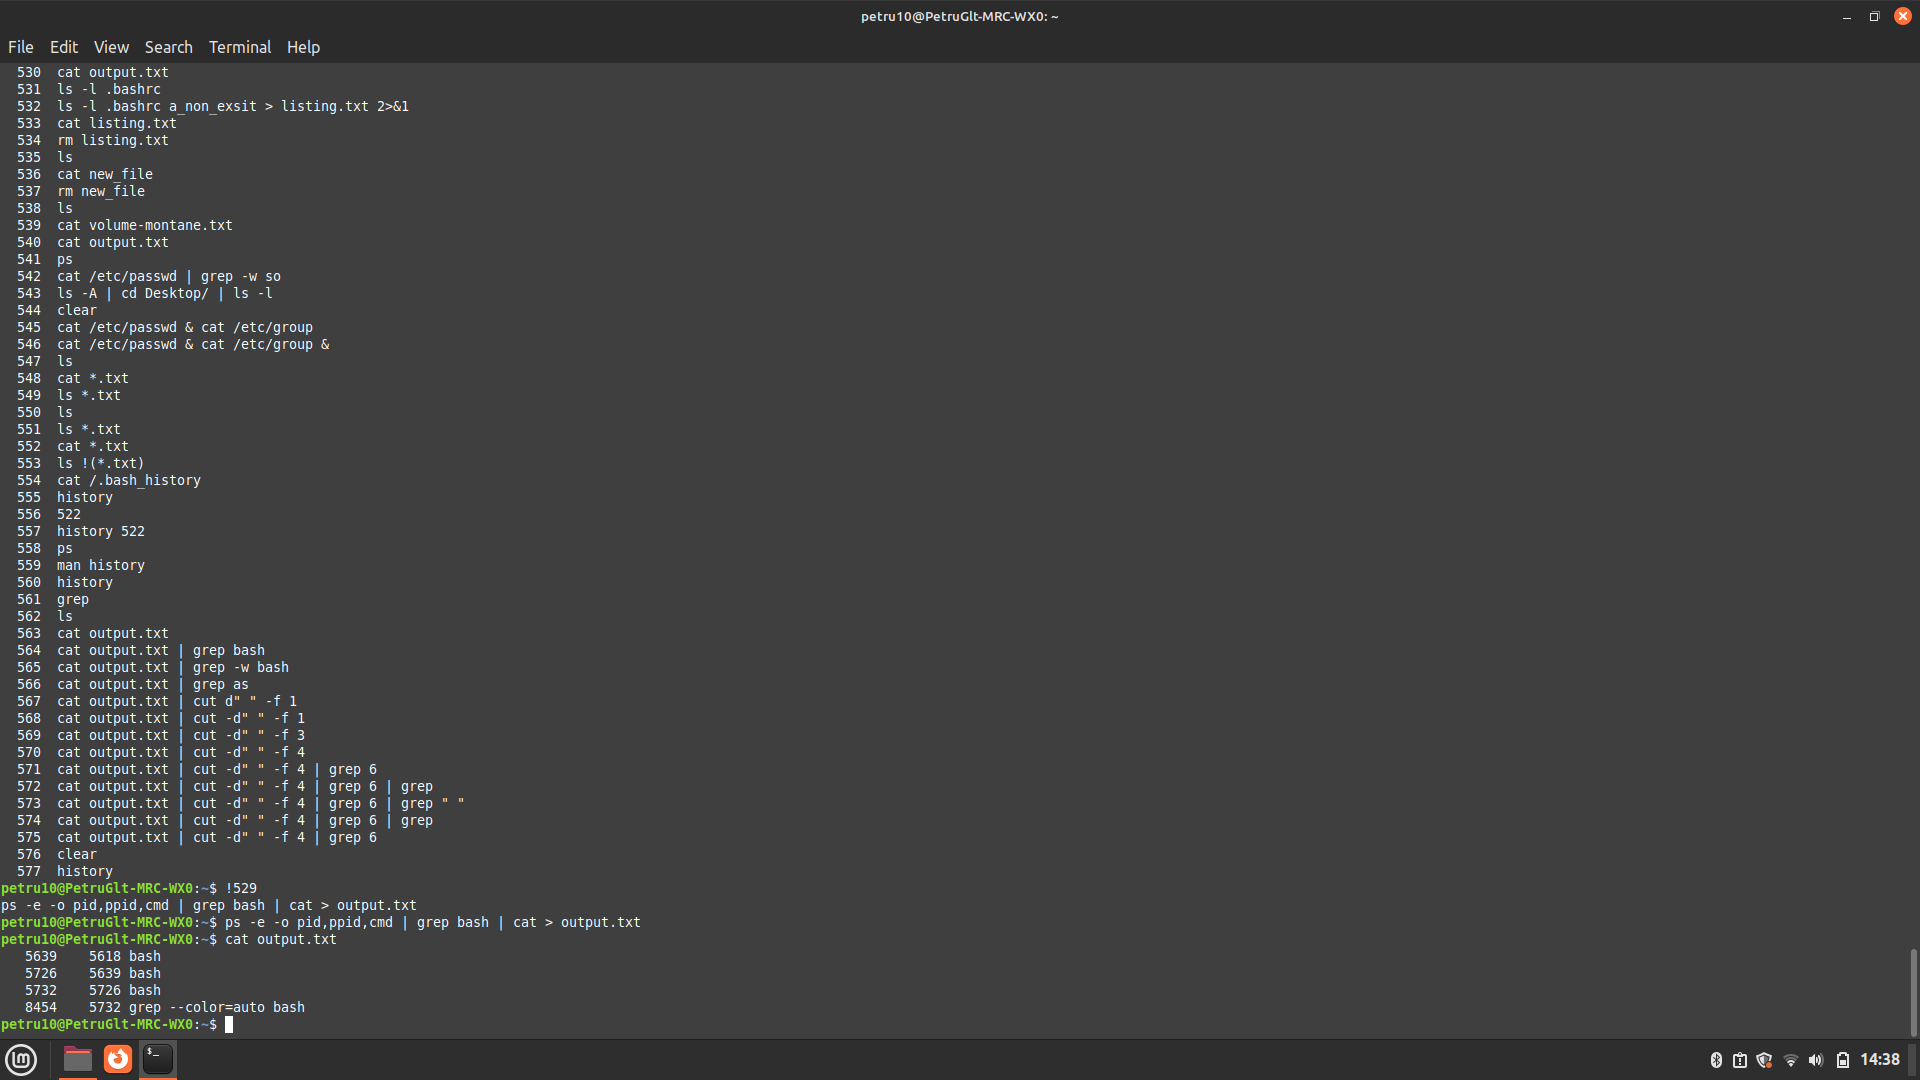 petru10@PetruGlt-MRC-WX0: ~
File Edit View Search Terminal Help
530 cat output.txt
531 ls -l .bashrc
532 ls -l .bashrc a_non_exsit > listing.txt 2>&1
533 cat listing.txt
534 rm listing.txt
535 ls
536 cat new_file
537 rm new_file
538 ls
539 cat volume-montane.txt
540 cat output.txt
541 ps
542 cat /etc/passwd | grep -w so
543 ls -A | cd Desktop/ | ls -l
544 clear
545 cat /etc/passwd & cat /etc/group
546 cat /etc/passwd & cat /etc/group &
547 ls
548 cat *.txt
549 ls *.txt
550 ls
551 ls *.txt
552 cat *.txt
553 ls !(*.txt)
554 cat /.bash_history
555 history
556 522
557 history 522
558 ps
559 man history
560 history
561 grep
562 ls
563 cat output.txt
564 cat output.txt | grep bash
565 cat output.txt | grep -w bash
566 cat output.txt | grep as
567 cat output.txt | cut d" " -f 1
568 cat output.txt | cut -d" " -f 1
569 cat output.txt | cut -d" " -f 3
570 cat output.txt | cut -d" " -f 4
571 cat output.txt | cut -d" " -f 4 | grep 6
572 cat output.txt | cut -d" " -f 4 | grep 6 | grep
573 cat output.txt | cut -d" " -f 4 | grep 6 | grep " "
574 cat output.txt | cut -d" " -f 4 | grep 6 | grep
575 cat output.txt | cut -d" " -f 4 | grep 6
576 clear
577 history
petru10@PetruGlt-MRC-WX0:~$ !529
ps -e -o pid,ppid,cmd | grep bash | cat > output.txt
petru10@PetruGlt-MRC-WX0:~$ ps -e -o pid,ppid,cmd | grep bash | cat > output.txt
petru10@PetruGlt-MRC-WX0:~$ cat output.txt
5639 5618 bash
5726 5639 bash
5732 5726 bash
8454 5732 grep --color=auto bash
petru10@PetruGlt-MRC-WX0:~$
14:38